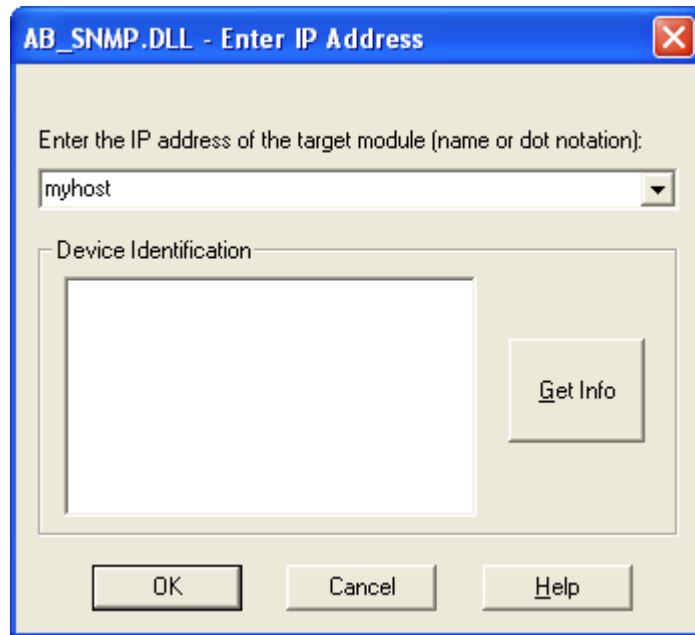 AB_SNMP.DLL - Enter IP Address
Enter the IP address of the target module (name or dot notation):
myhost
Device Identification
Get Info
OK Cancel Help